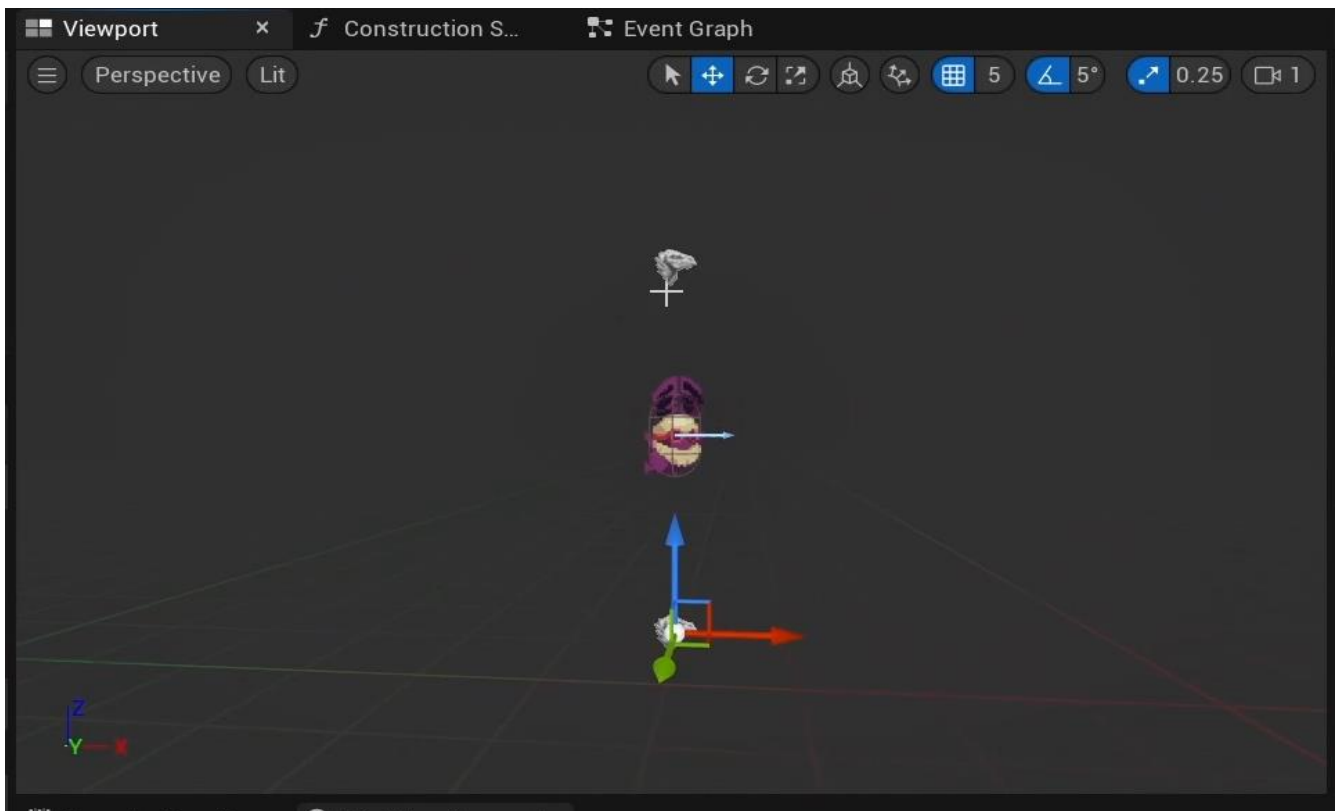 Viewport × f Construction S... Event Graph
Perspective Lit 5 5° 0.25 1
Z
Y X